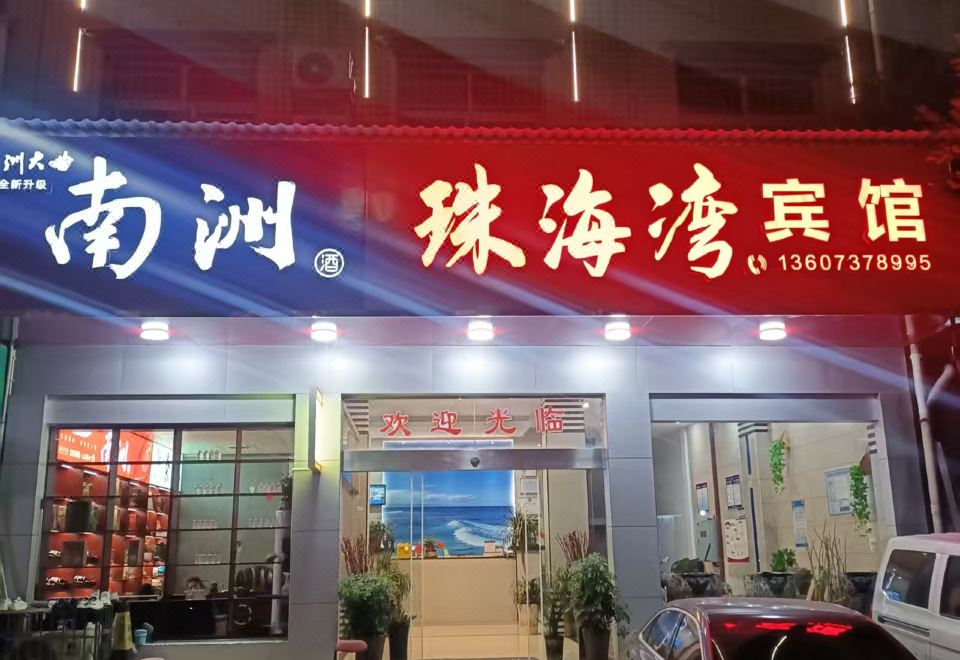 洲大曲
全新升级
南洲
酒
珠海湾宾馆
13607378995
欢迎光临